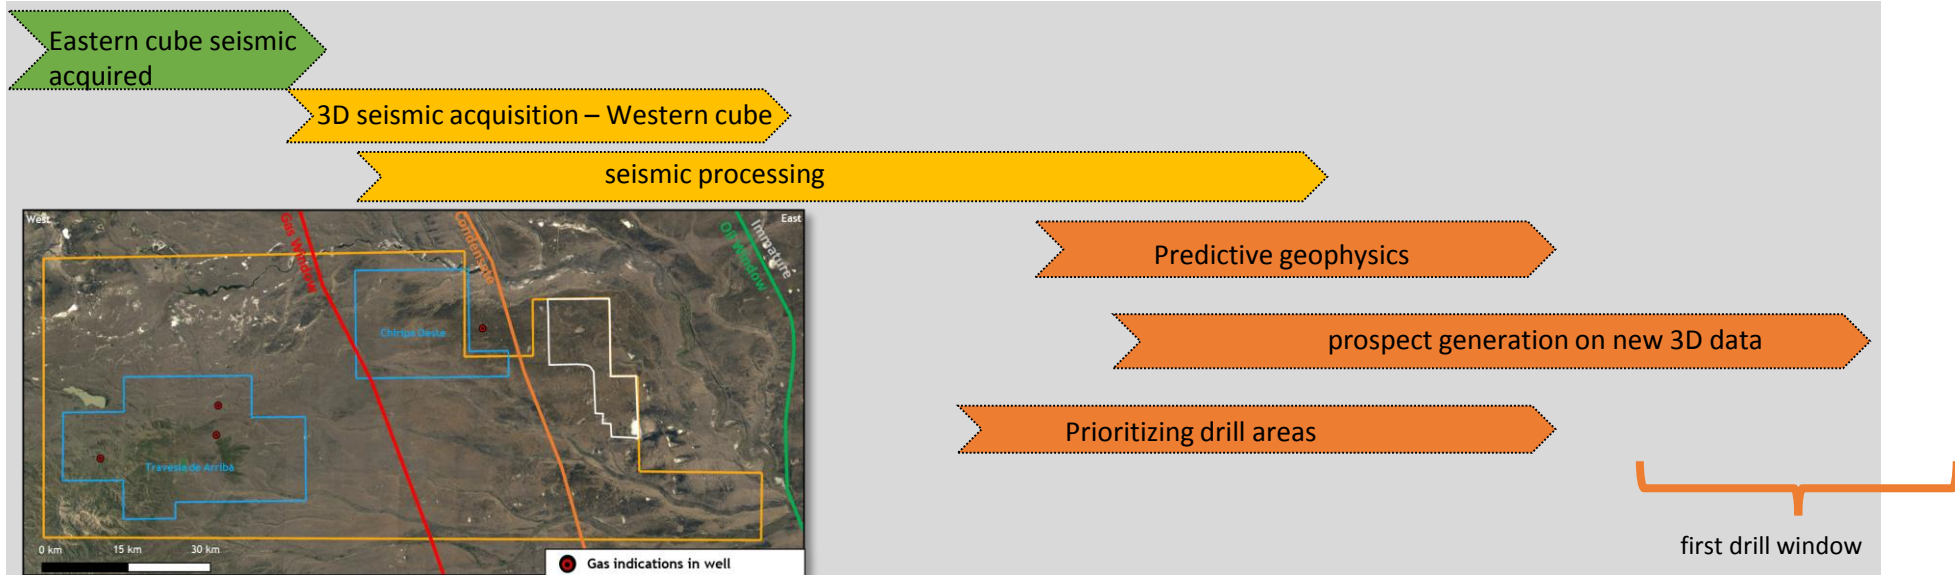 Eastern cube seismic
acquired
3D seismic acquisition – Western cube
seismic processing
West
East
Gas Window
Condensate
Oil Window
Immature
Predictive geophysics
Chiripa Oeste
prospect generation on new 3D data
Prioritizing drill areas
Travesía de Arriba
first drill window
0 km
15 km
30 km
Gas indications in well